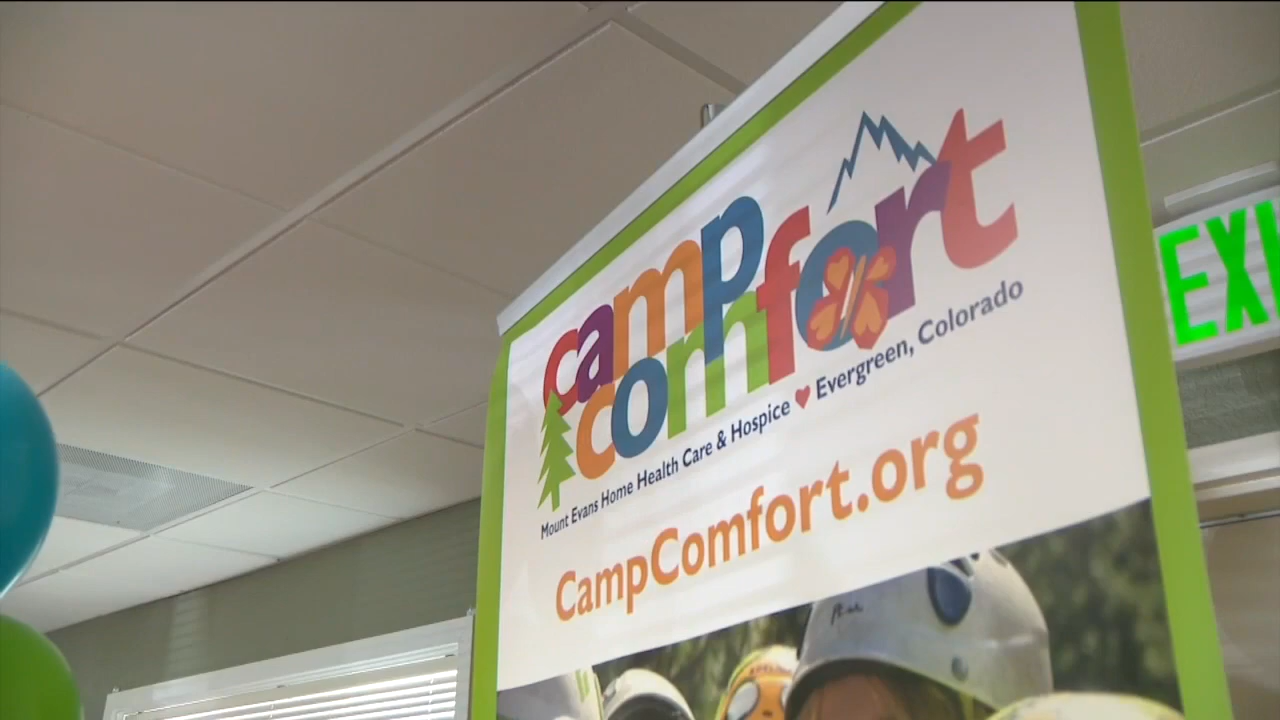 camp
comfort
Mount Evans Home Health Care & Hospice ♥ Evergreen, Colorado
CampComfort.org
EXI